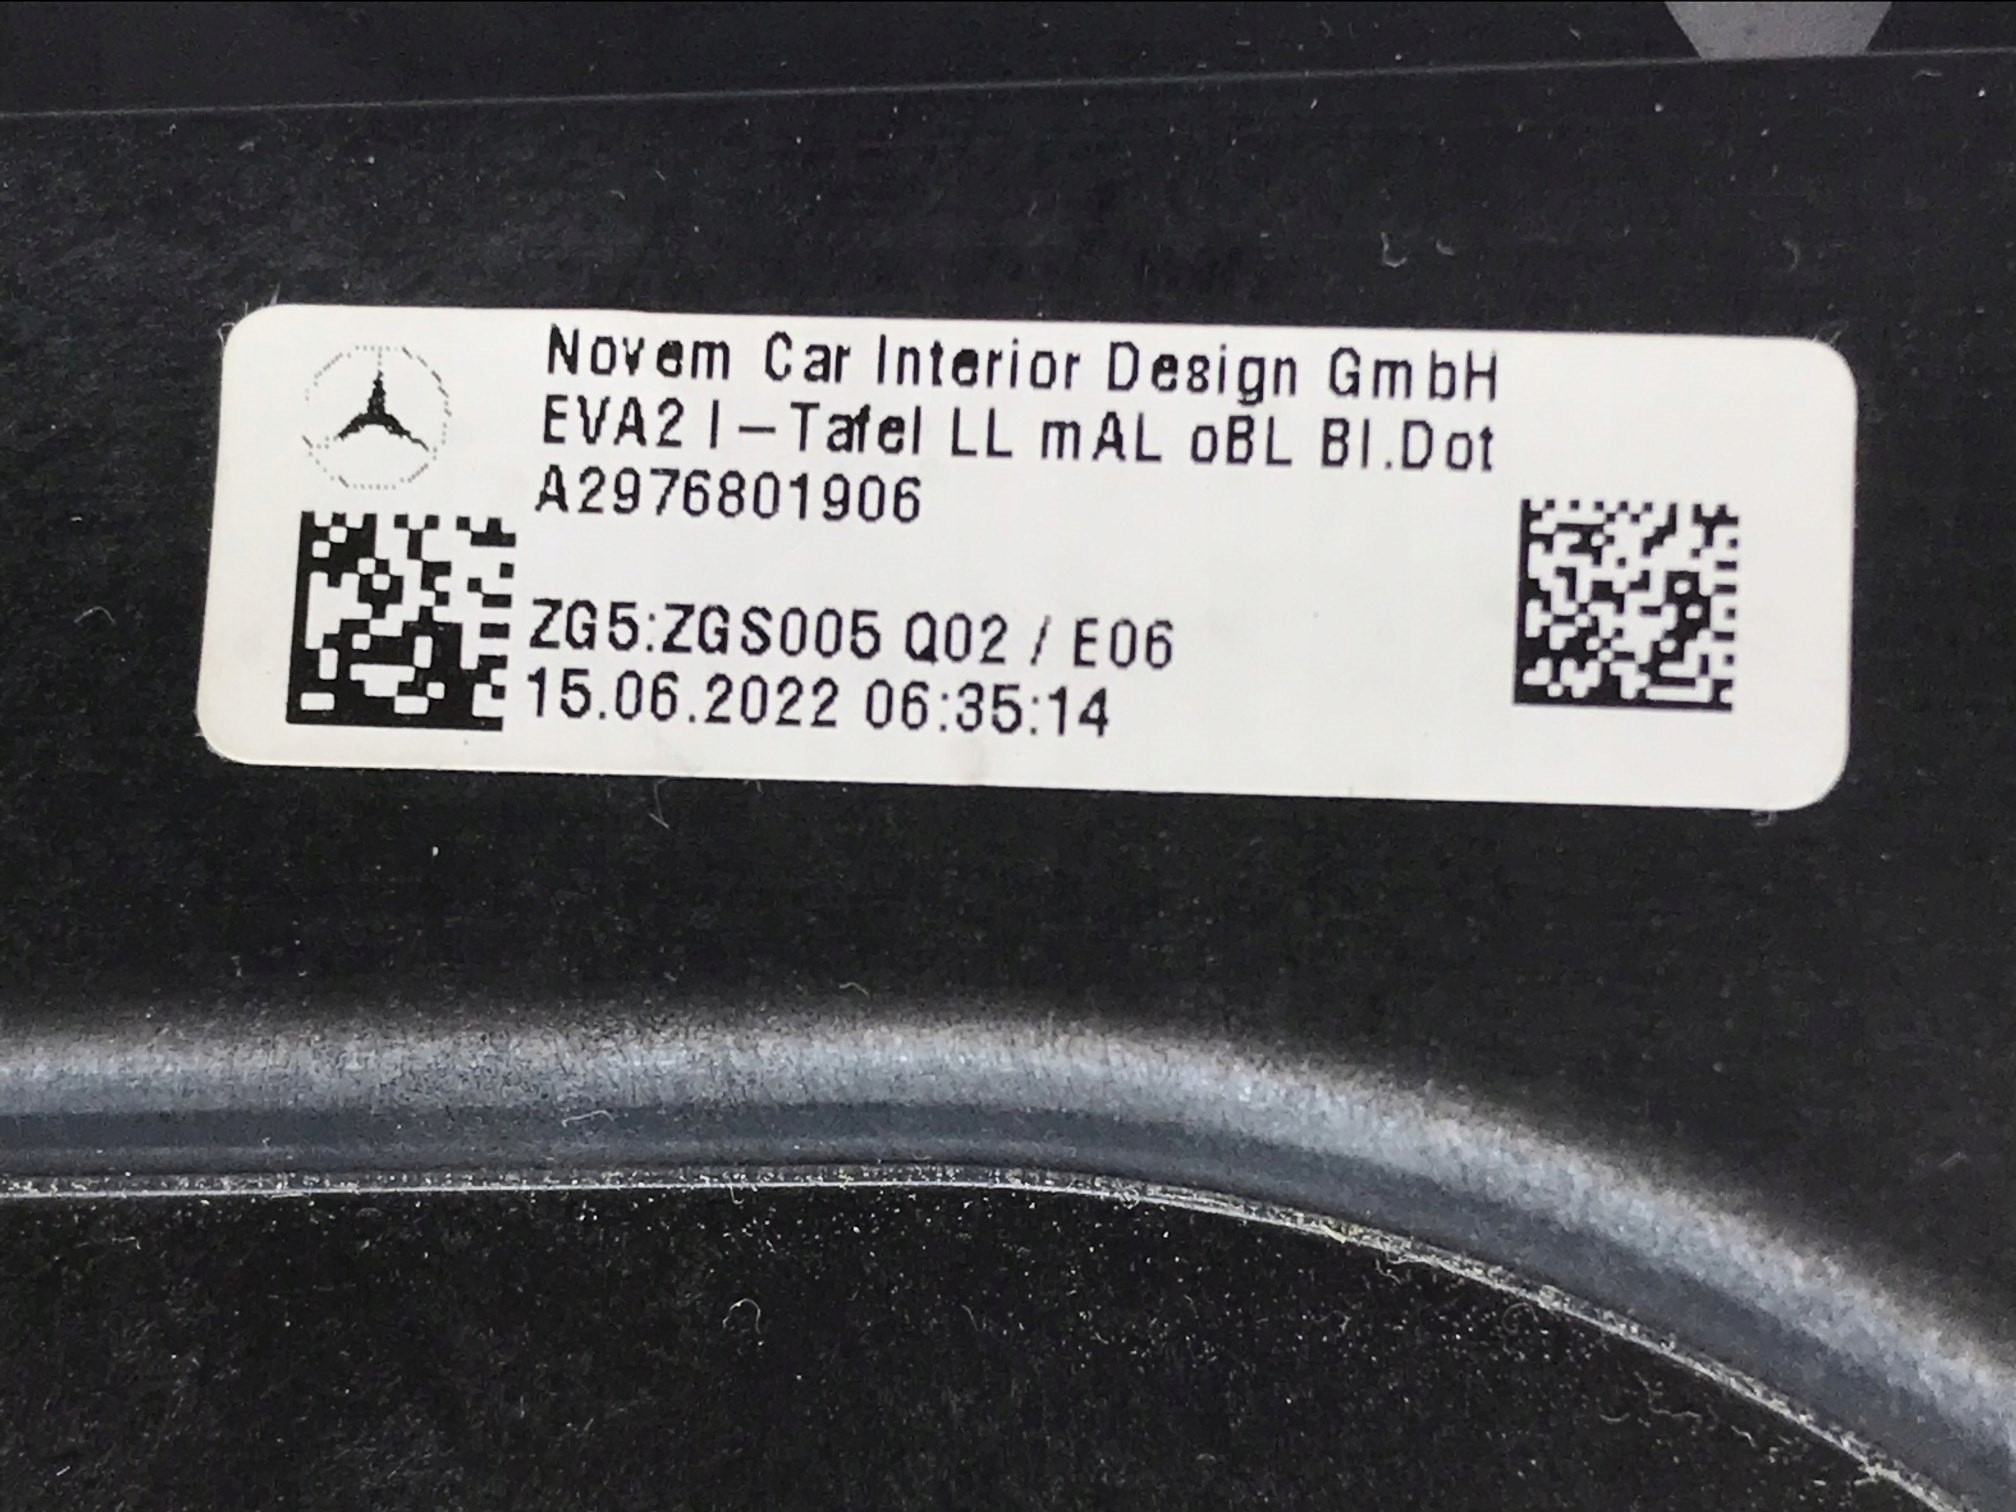 Novem Car Interior Design GmbH
EVA2 I-Tafel LL mAL oBL Bl.Dot
A2976801906
ZG5:ZGS005 Q02 / E06
15.06.2022 06:35:14